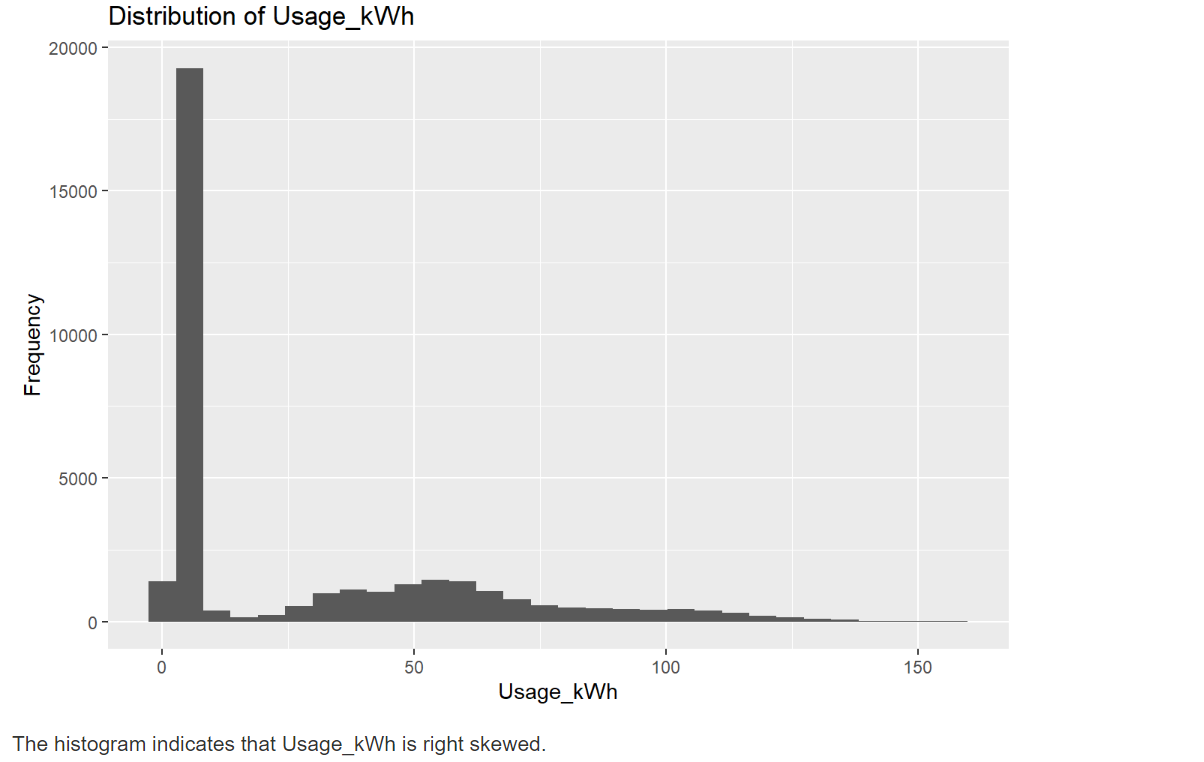 Distribution of Usage_kWh
20000
15000
10000
5000
0
Frequency
0 50 100 150
Usage_kWh
The histogram indicates that Usage_kWh is right skewed.